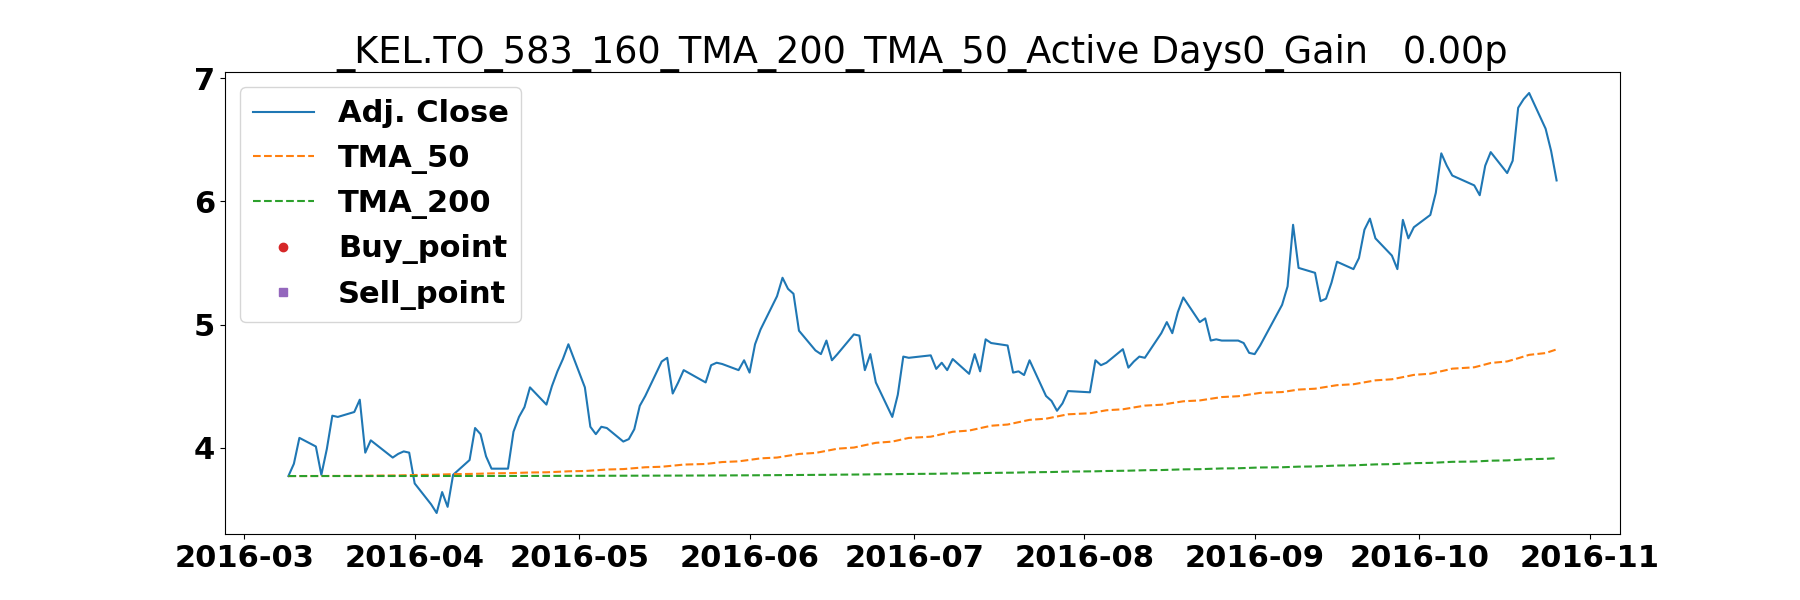 _KEL.TO_583_160_TMA_200_TMA_50_Active Days0_Gain   0.00p
7
6
5
4
Adj. Close
TMA_50
TMA_200
Buy_point
Sell_point
2016-03 2016-04 2016-05 2016-06 2016-07 2016-08 2016-09 2016-10 2016-11